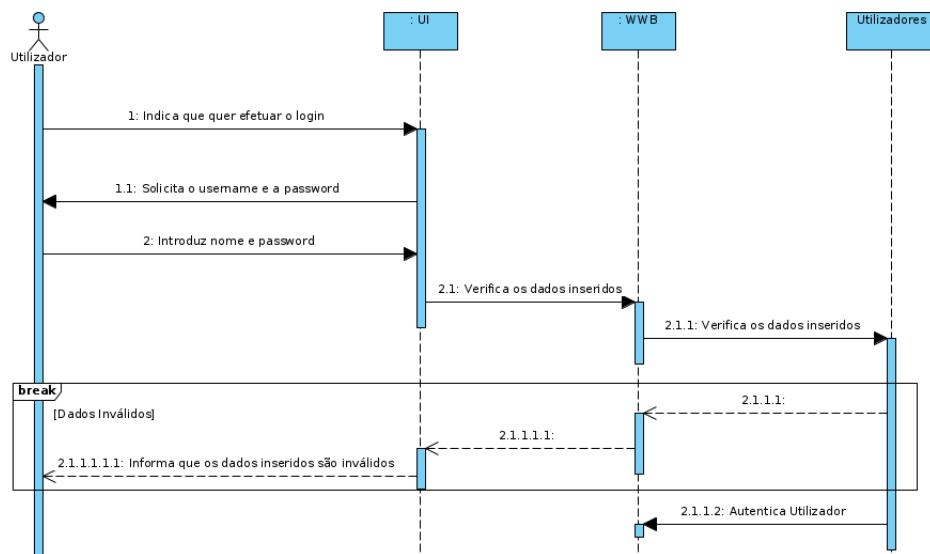 : UI
: WWB
Utilizadores
Utilizador
1: Indica que quer efetuar o login
1.1: Solicita o username e a password
2: Introduz nome e password
2.1: Verifica os dados inseridos
2.1.1: Verifica os dados inseridos
break
[Dados Inválidos]
2.1.1.1:
2.1.1.1.1:
2.1.1.1.1.1: Informa que os dados inseridos são inválidos
2.1.1.2: Autentica Utilizador